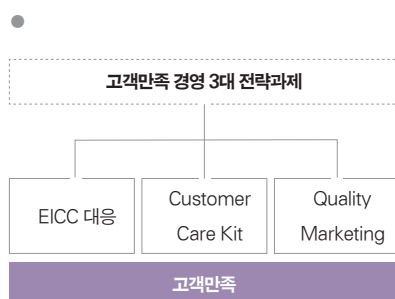 고객만족 경영 3대 전략과제
EICC 대응
Customer
Care Kit
Quality
Marketing
고객만족